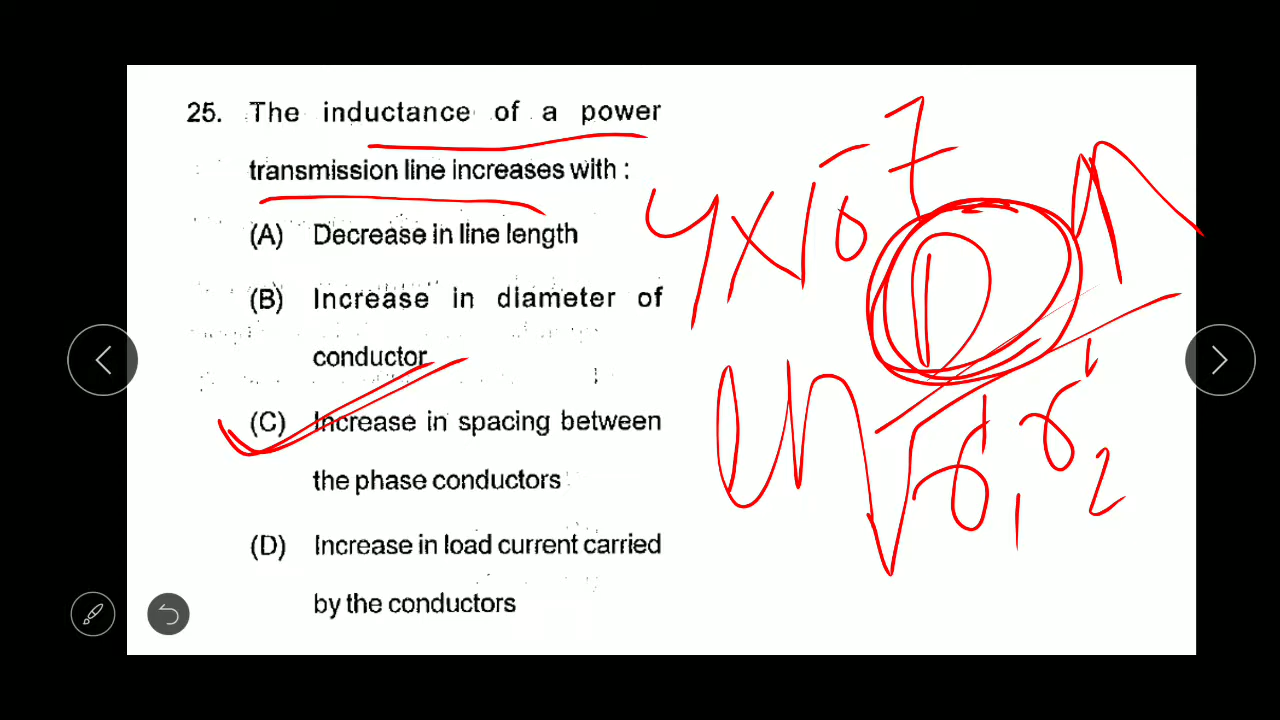 25. The inductance of a power
transmission line increases with :
(A) Decrease in line length
(B) Increase in diameter of
conductor
(C) Increase in spacing between
the phase conductors
(D) Increase in load current carried
by the conductors
4×10⁻⁷
ln D